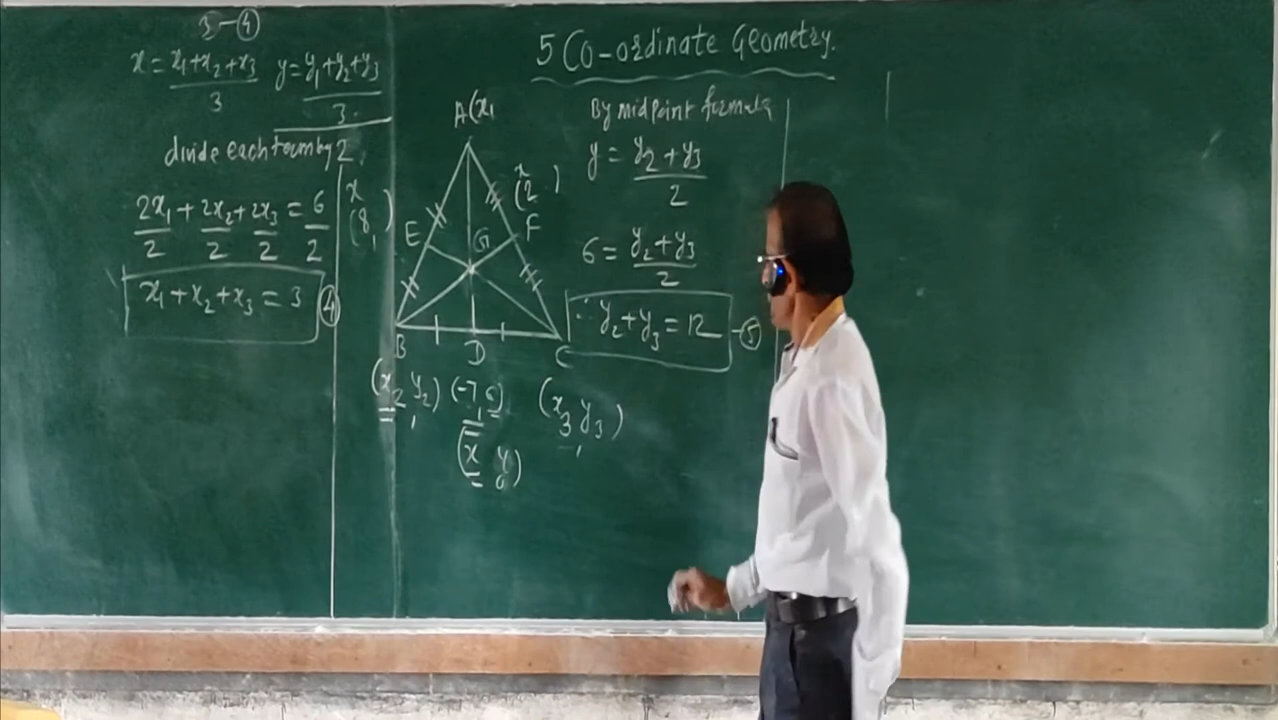 5 Co-ordinate Geometry.
3-④
x = x₁+x₂+x₃/3 y = y₁+y₂+y₃/3
divide each term by 2
2x₁/2 + 2x₂/2 + 2x₃/2 = 6/2
x₁+x₂+x₃ = 3 ④
x
(8,)
A(x₁
x
(2 )
E
G
F
B
D
C
(x₂, y₂) (-7, 6) (x₃, y₃)
(x y)
By midpoint formula
y = y₂+y₃/2
6 = y₂+y₃/2
∴ y₂+y₃ = 12 -⑤